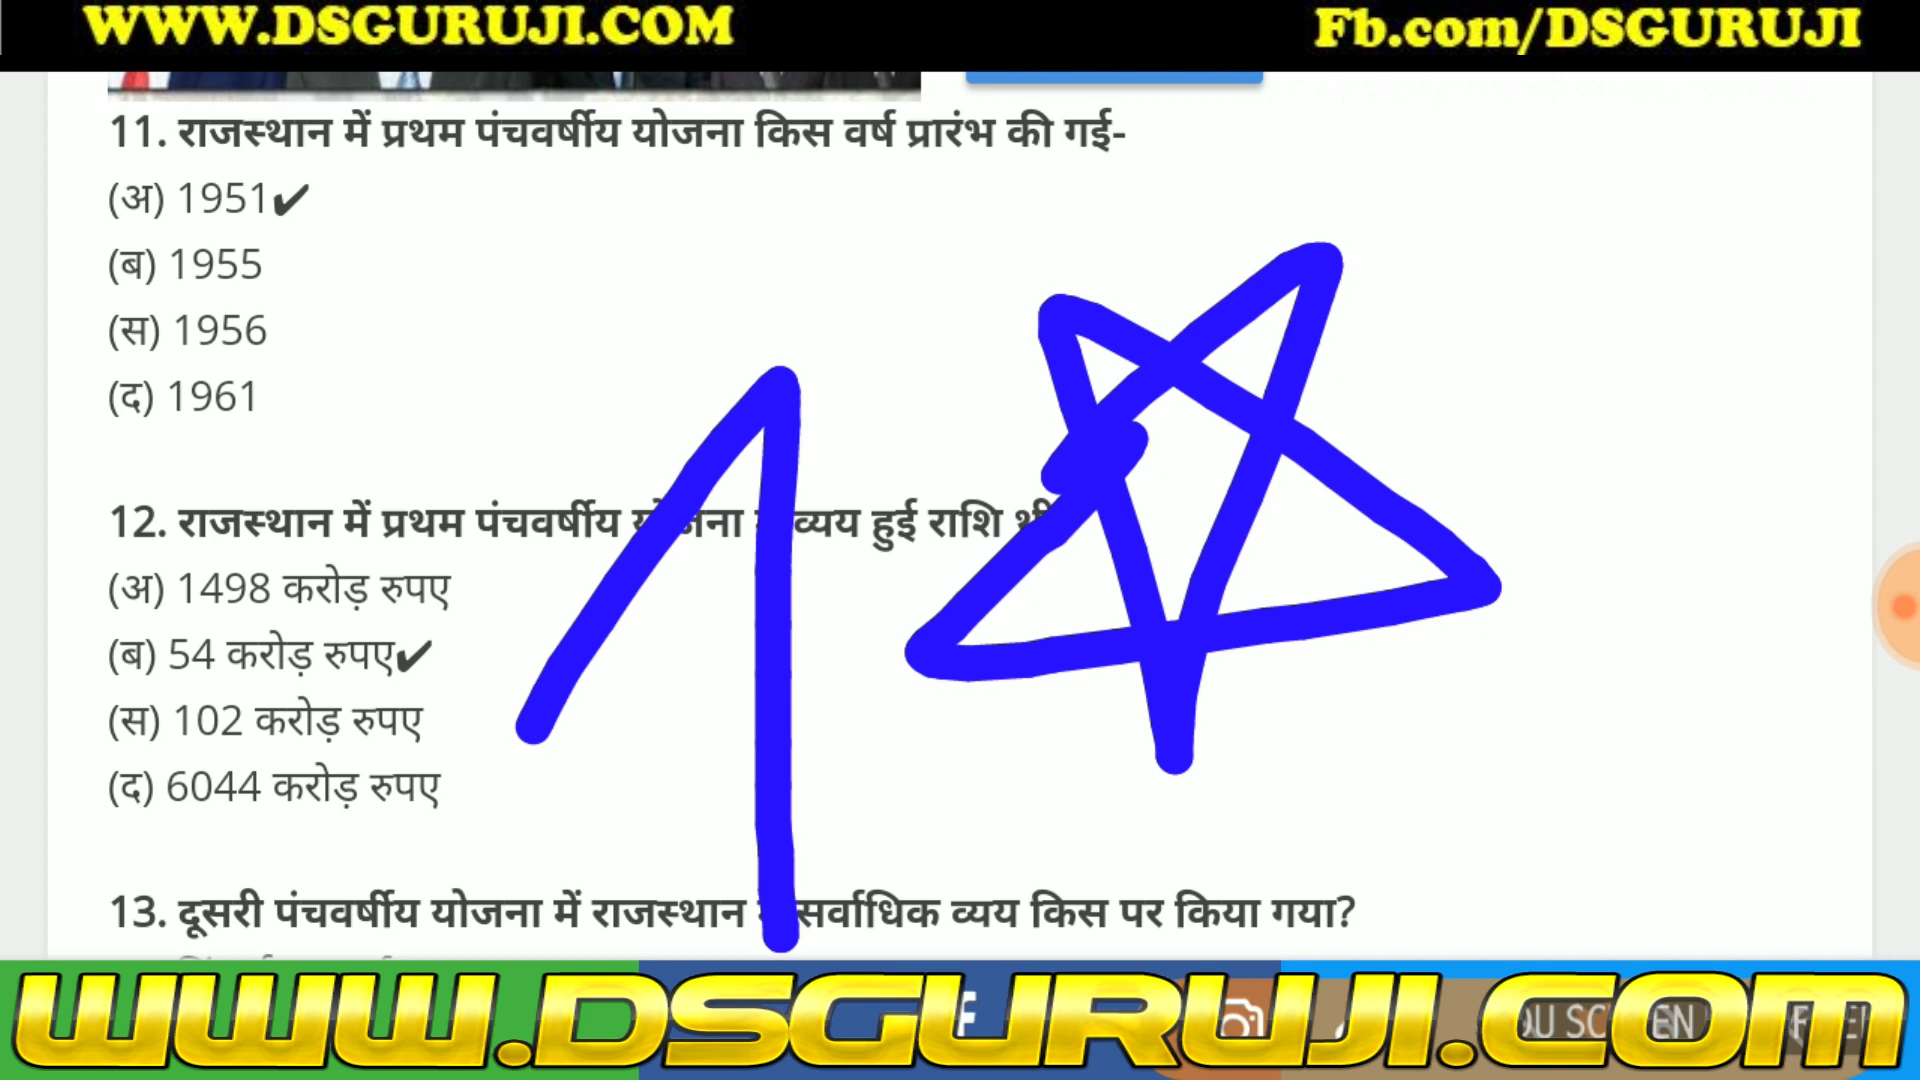 WWW.DSGURUJI.COM
Fb.com/DSGURUJI
11. राजस्थान में प्रथम पंचवर्षीय योजना किस वर्ष प्रारंभ की गई-
(अ) 1951✔
(ब) 1955
(स) 1956
(द) 1961
1
12. राजस्थान में प्रथम पंचवर्षीय व्यय हुई राशि
(अ) 1498 करोड़ रुपए
(ब) 54 करोड़ रुपए✔
(स) 102 करोड़ रुपए
(द) 6044 करोड़ रुपए
13. दूसरी पंचवर्षीय योजना में राजस्थान सर्वाधिक व्यय किस पर किया गया?
WWW.DSGURUJI.COM